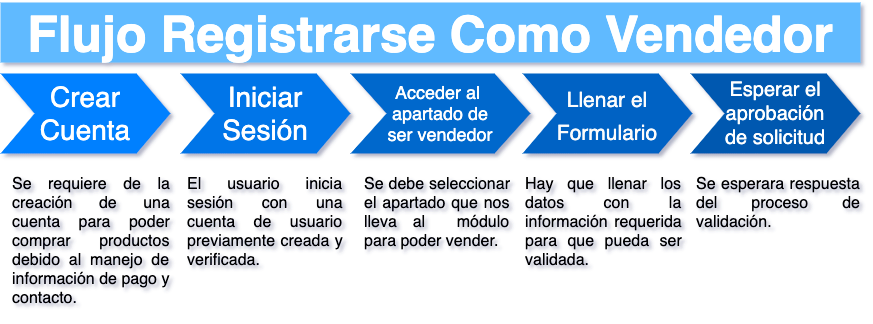 Flujo Registrarse Como Vendedor
Crear
Cuenta
Iniciar
Sesión
Acceder al
apartado de
ser vendedor
Llenar el
Formulario
Esperar el
aprobación
de solicitud
Se requiere de la
creación de una
cuenta para poder
comprar productos
debido al manejo de
información de pago y
contacto.
El usuario inicia
sesión con una
cuenta de usuario
previamente creada y
verificada.
Se debe seleccionar
el apartado que nos
lleva al módulo
para poder vender.
Hay que llenar los
datos con la
información requerida
para que pueda ser
validada.
Se esperara respuesta
del proceso de
validación.